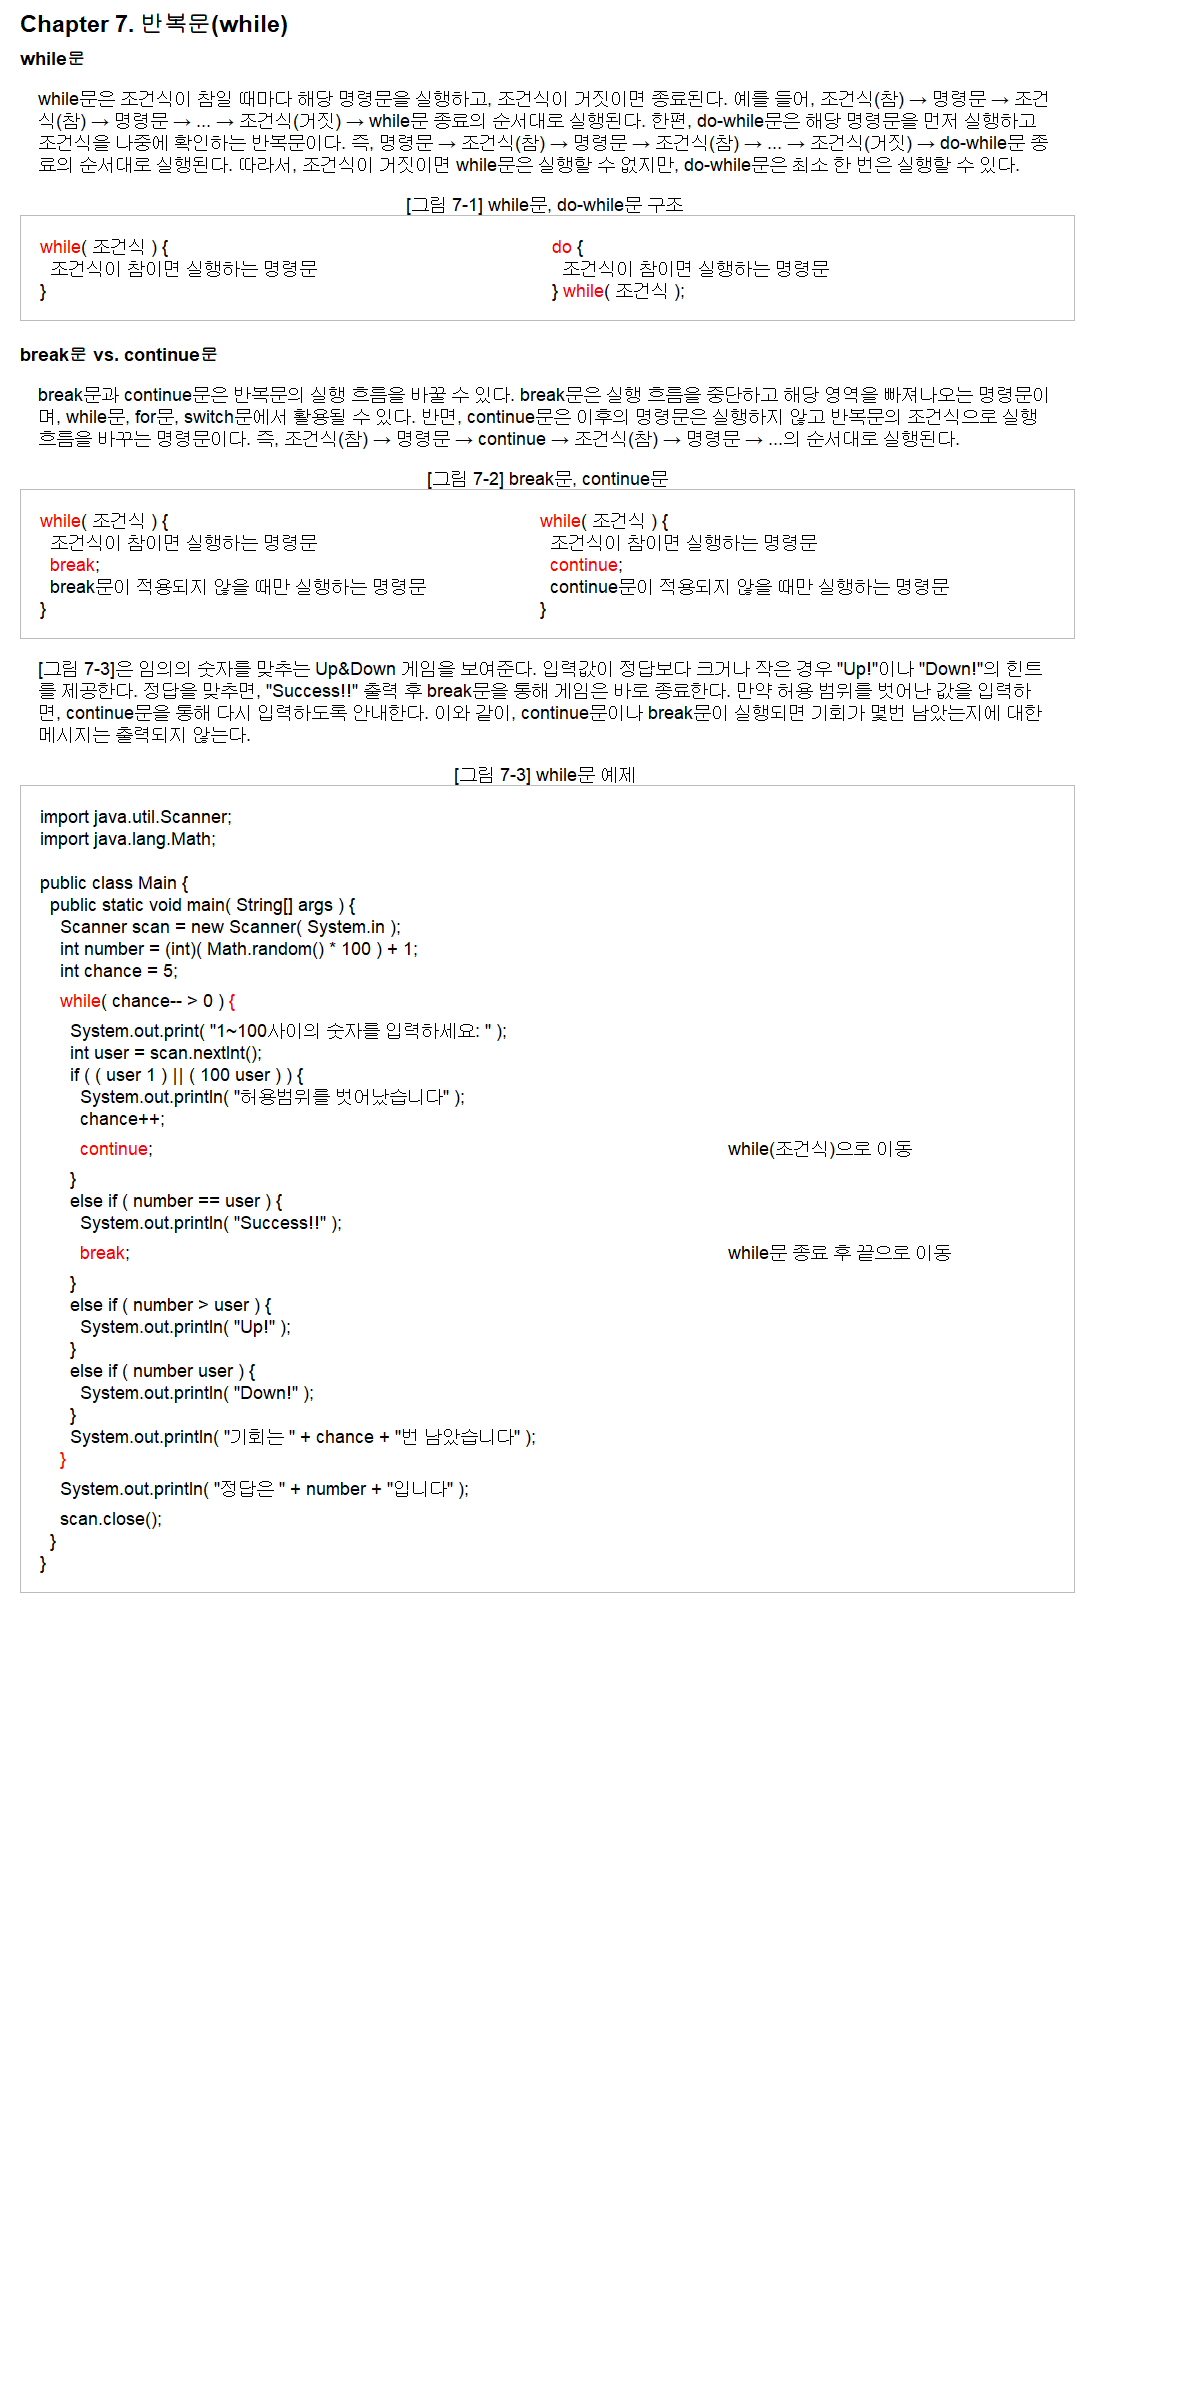 Chapter 7. 반복문(while)
while문
while문은 조건식이 참일 때마다 해당 명령문을 실행하고, 조건식이 거짓이면 종료된다. 예를 들어, 조건식(참) → 명령문 → 조건
식(참) → 명령문 → ... → 조건식(거짓) → while문 종료의 순서대로 실행된다. 한편, do-while문은 해당 명령문을 먼저 실행하고
조건식을 나중에 확인하는 반복문이다. 즉, 명령문 → 조건식(참) → 명령문 → 조건식(참) → ... → 조건식(거짓) → do-while문 종
료의 순서대로 실행된다. 따라서, 조건식이 거짓이면 while문은 실행할 수 없지만, do-while문은 최소 한 번은 실행할 수 있다.
[그림 7-1] while문, do-while문 구조
while( 조건식 ) {
조건식이 참이면 실행하는 명령문
}
do {
조건식이 참이면 실행하는 명령문
} while( 조건식 );
break문 vs. continue문
break문과 continue문은 반복문의 실행 흐름을 바꿀 수 있다. break문은 실행 흐름을 중단하고 해당 영역을 빠져나오는 명령문이
며, while문, for문, switch문에서 활용될 수 있다. 반면, continue문은 이후의 명령문은 실행하지 않고 반복문의 조건식으로 실행
흐름을 바꾸는 명령문이다. 즉, 조건식(참) → 명령문 → continue → 조건식(참) → 명령문 → ...의 순서대로 실행된다.
[그림 7-2] break문, continue문
while( 조건식 ) {
조건식이 참이면 실행하는 명령문
break;
break문이 적용되지 않을 때만 실행하는 명령문
}
while( 조건식 ) {
조건식이 참이면 실행하는 명령문
continue;
continue문이 적용되지 않을 때만 실행하는 명령문
}
[그림 7-3]은 임의의 숫자를 맞추는 Up&Down 게임을 보여준다. 입력값이 정답보다 크거나 작은 경우 "Up!"이나 "Down!"의 힌트
를 제공한다. 정답을 맞추면, "Success!!" 출력 후 break문을 통해 게임은 바로 종료한다. 만약 허용 범위를 벗어난 값을 입력하
면, continue문을 통해 다시 입력하도록 안내한다. 이와 같이, continue문이나 break문이 실행되면 기회가 몇번 남았는지에 대한
메시지는 출력되지 않는다.
[그림 7-3] while문 예제
import java.util.Scanner;
import java.lang.Math;
public class Main {
public static void main( String[] args ) {
Scanner scan = new Scanner( System.in );
int number = (int)( Math.random() * 100 ) + 1;
int chance = 5;
while( chance-- > 0 ) {
System.out.print( "1~100사이의 숫자를 입력하세요: " );
int user = scan.nextInt();
if ( ( user 1 ) || ( 100 user ) ) {
System.out.println( "허용범위를 벗어났습니다" );
chance++;
continue; while(조건식)으로 이동
}
else if ( number == user ) {
System.out.println( "Success!!" );
break; while문 종료 후 끝으로 이동
}
else if ( number > user ) {
System.out.println( "Up!" );
}
else if ( number user ) {
System.out.println( "Down!" );
}
System.out.println( "기회는 " + chance + "번 남았습니다" );
}
System.out.println( "정답은 " + number + "입니다" );
scan.close();
}
}